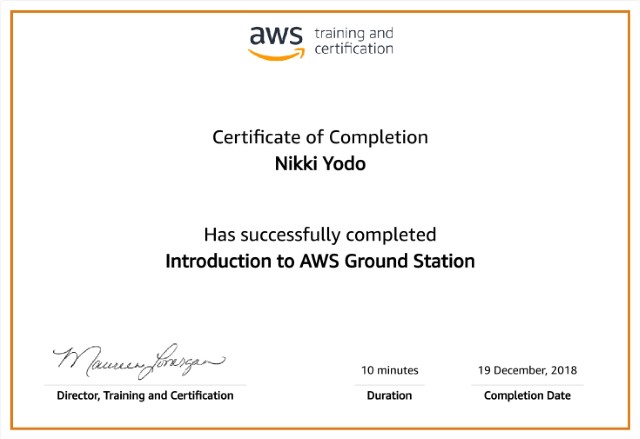 aws training and
certification
Certificate of Completion
Nikki Yodo
Has successfully completed
Introduction to AWS Ground Station
Maureen Lonergan
10 minutes
19 December, 2018
Director, Training and Certification
Duration
Completion Date